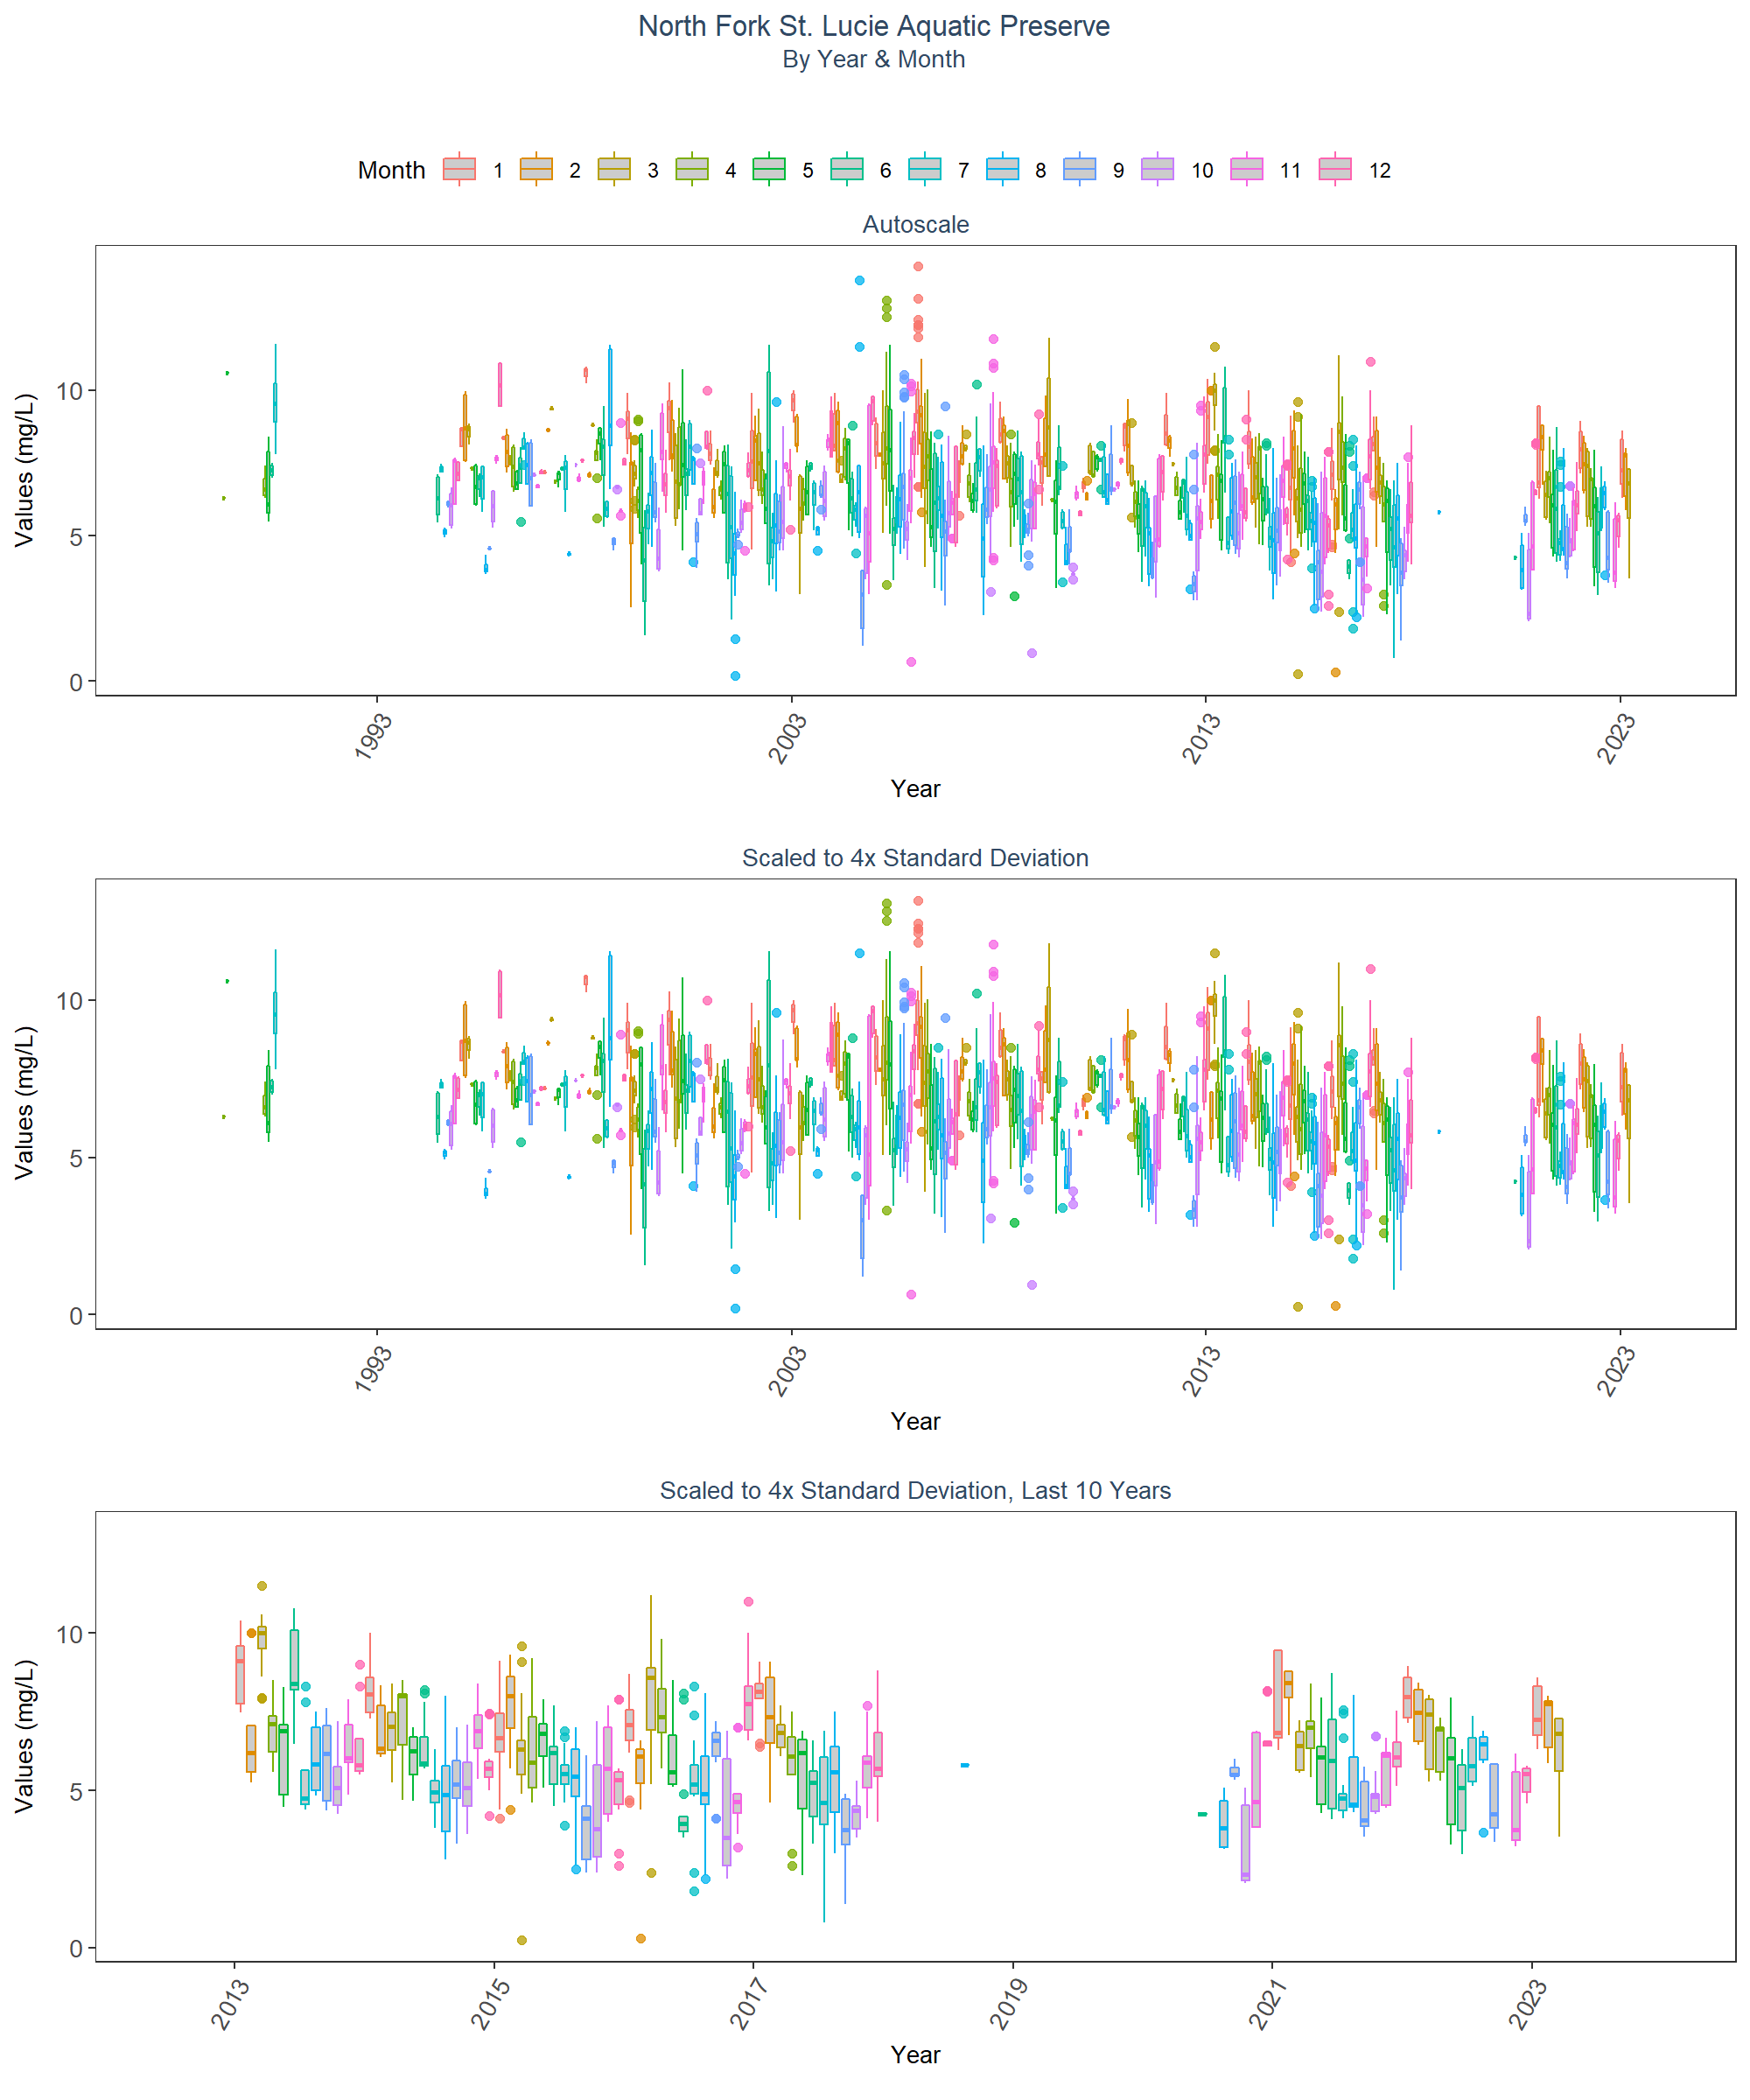 North Fork St. Lucie Aquatic Preserve
By Year & Month
Month 1 2 3 4 5 6 7 8 9 10 11 12
Autoscale
Values (mg/L)
10
5
0
1993 2003 2013 2023
Year
Scaled to 4x Standard Deviation
Values (mg/L)
10
5
0
1993 2003 2013 2023
Year
Scaled to 4x Standard Deviation, Last 10 Years
Values (mg/L)
10
5
0
2013 2015 2017 2019 2021 2023
Year